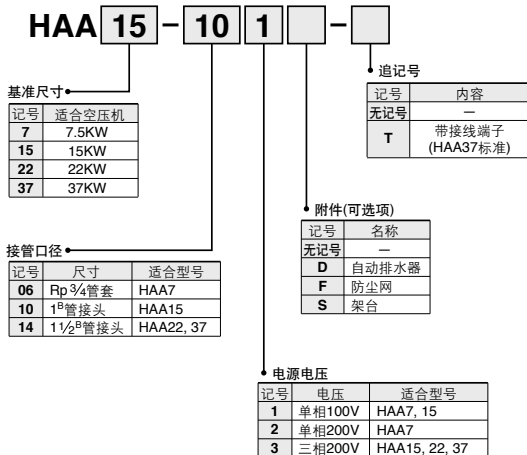 HAA 15 – 10 1 –
追记号
记号 内容
无记号 –
T 带接线端子
(HAA37标准)
基准尺寸
记号 适合空压机
7 7.5KW
15 15KW
22 22KW
37 37KW
附件(可选项)
记号 名称
无记号 –
D 自动排水器
F 防尘网
S 架台
接管口径
记号 尺寸 适合型号
06 Rp 3/4管套 HAA7
10 1ᴮ管接头 HAA15
14 1 1/2ᴮ管接头 HAA22, 37
电源电压
记号 电压 适合型号
1 单相100V HAA7, 15
2 单相200V HAA7
3 三相200V HAA15, 22, 37